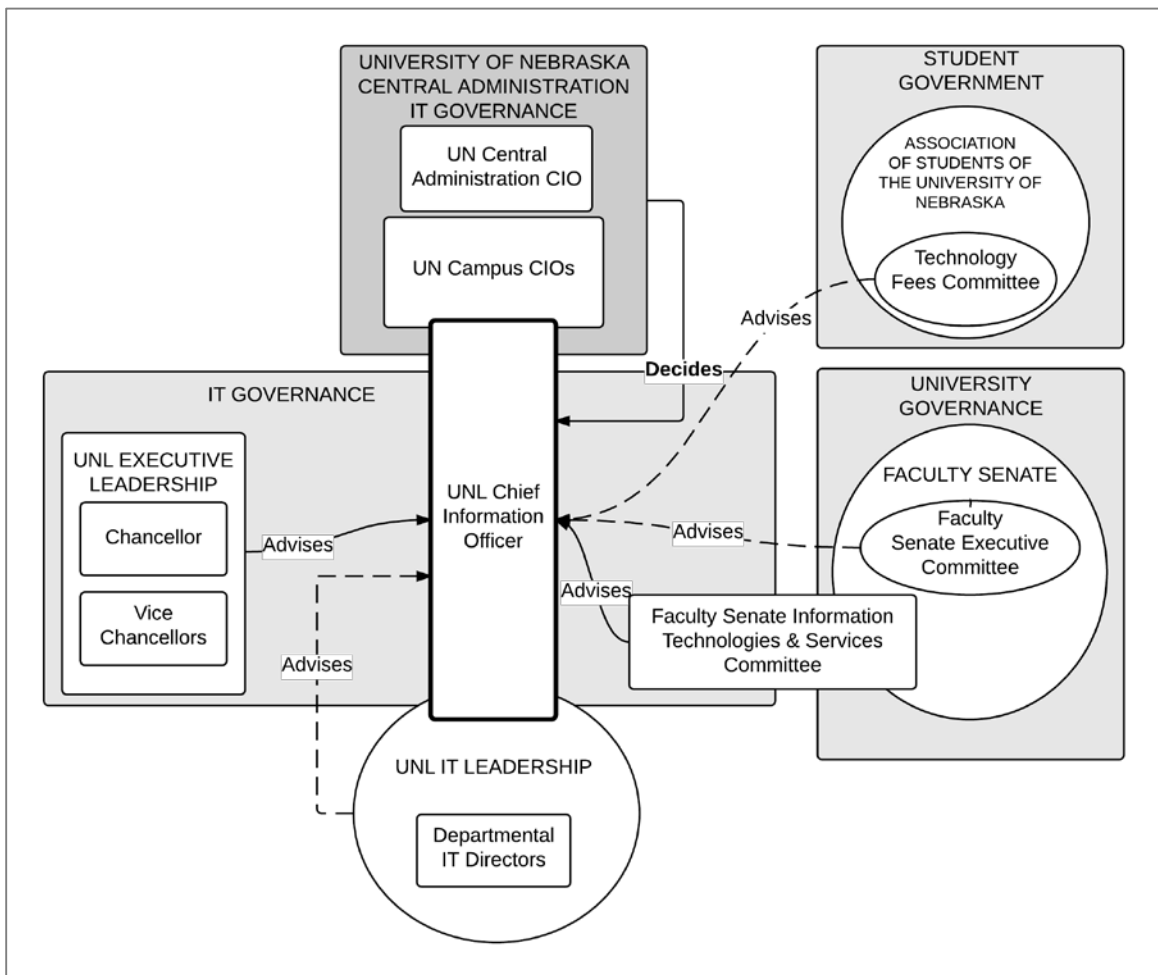 UNIVERSITY OF NEBRASKA
CENTRAL ADMINISTRATION
IT GOVERNANCE
UN Central
Administration CIO
UN Campus CIOs
STUDENT
GOVERNMENT
ASSOCIATION
OF STUDENTS OF
THE UNIVERSITY OF
NEBRASKA
Technology
Fees Committee
Advises
Decides
IT GOVERNANCE
UNL EXECUTIVE
LEADERSHIP
Chancellor
Vice
Chancellors
Advises
Advises
UNL Chief
Information
Officer
UNIVERSITY
GOVERNANCE
FACULTY SENATE
Faculty
Senate Executive
Committee
Advises
Advises
Faculty Senate Information
Technologies & Services
Committee
UNL IT LEADERSHIP
Departmental
IT Directors